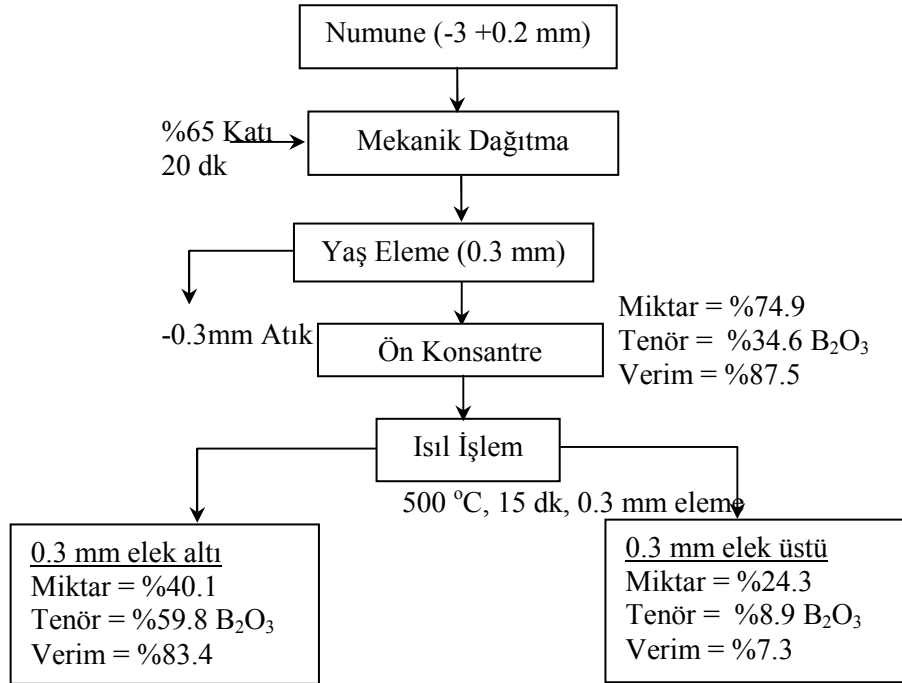 Numune (-3 +0.2 mm)
%65 Katı
20 dk
Mekanik Dağıtma
Yaş Eleme (0.3 mm)
-0.3mm Atık
Ön Konsantre
Miktar = %74.9
Tenör = %34.6 B₂O₃
Verim = %87.5
Isıl İşlem
500 °C, 15 dk, 0.3 mm eleme
0.3 mm elek altı
Miktar = %40.1
Tenör = %59.8 B₂O₃
Verim = %83.4
0.3 mm elek üstü
Miktar = %24.3
Tenör = %8.9 B₂O₃
Verim = %7.3